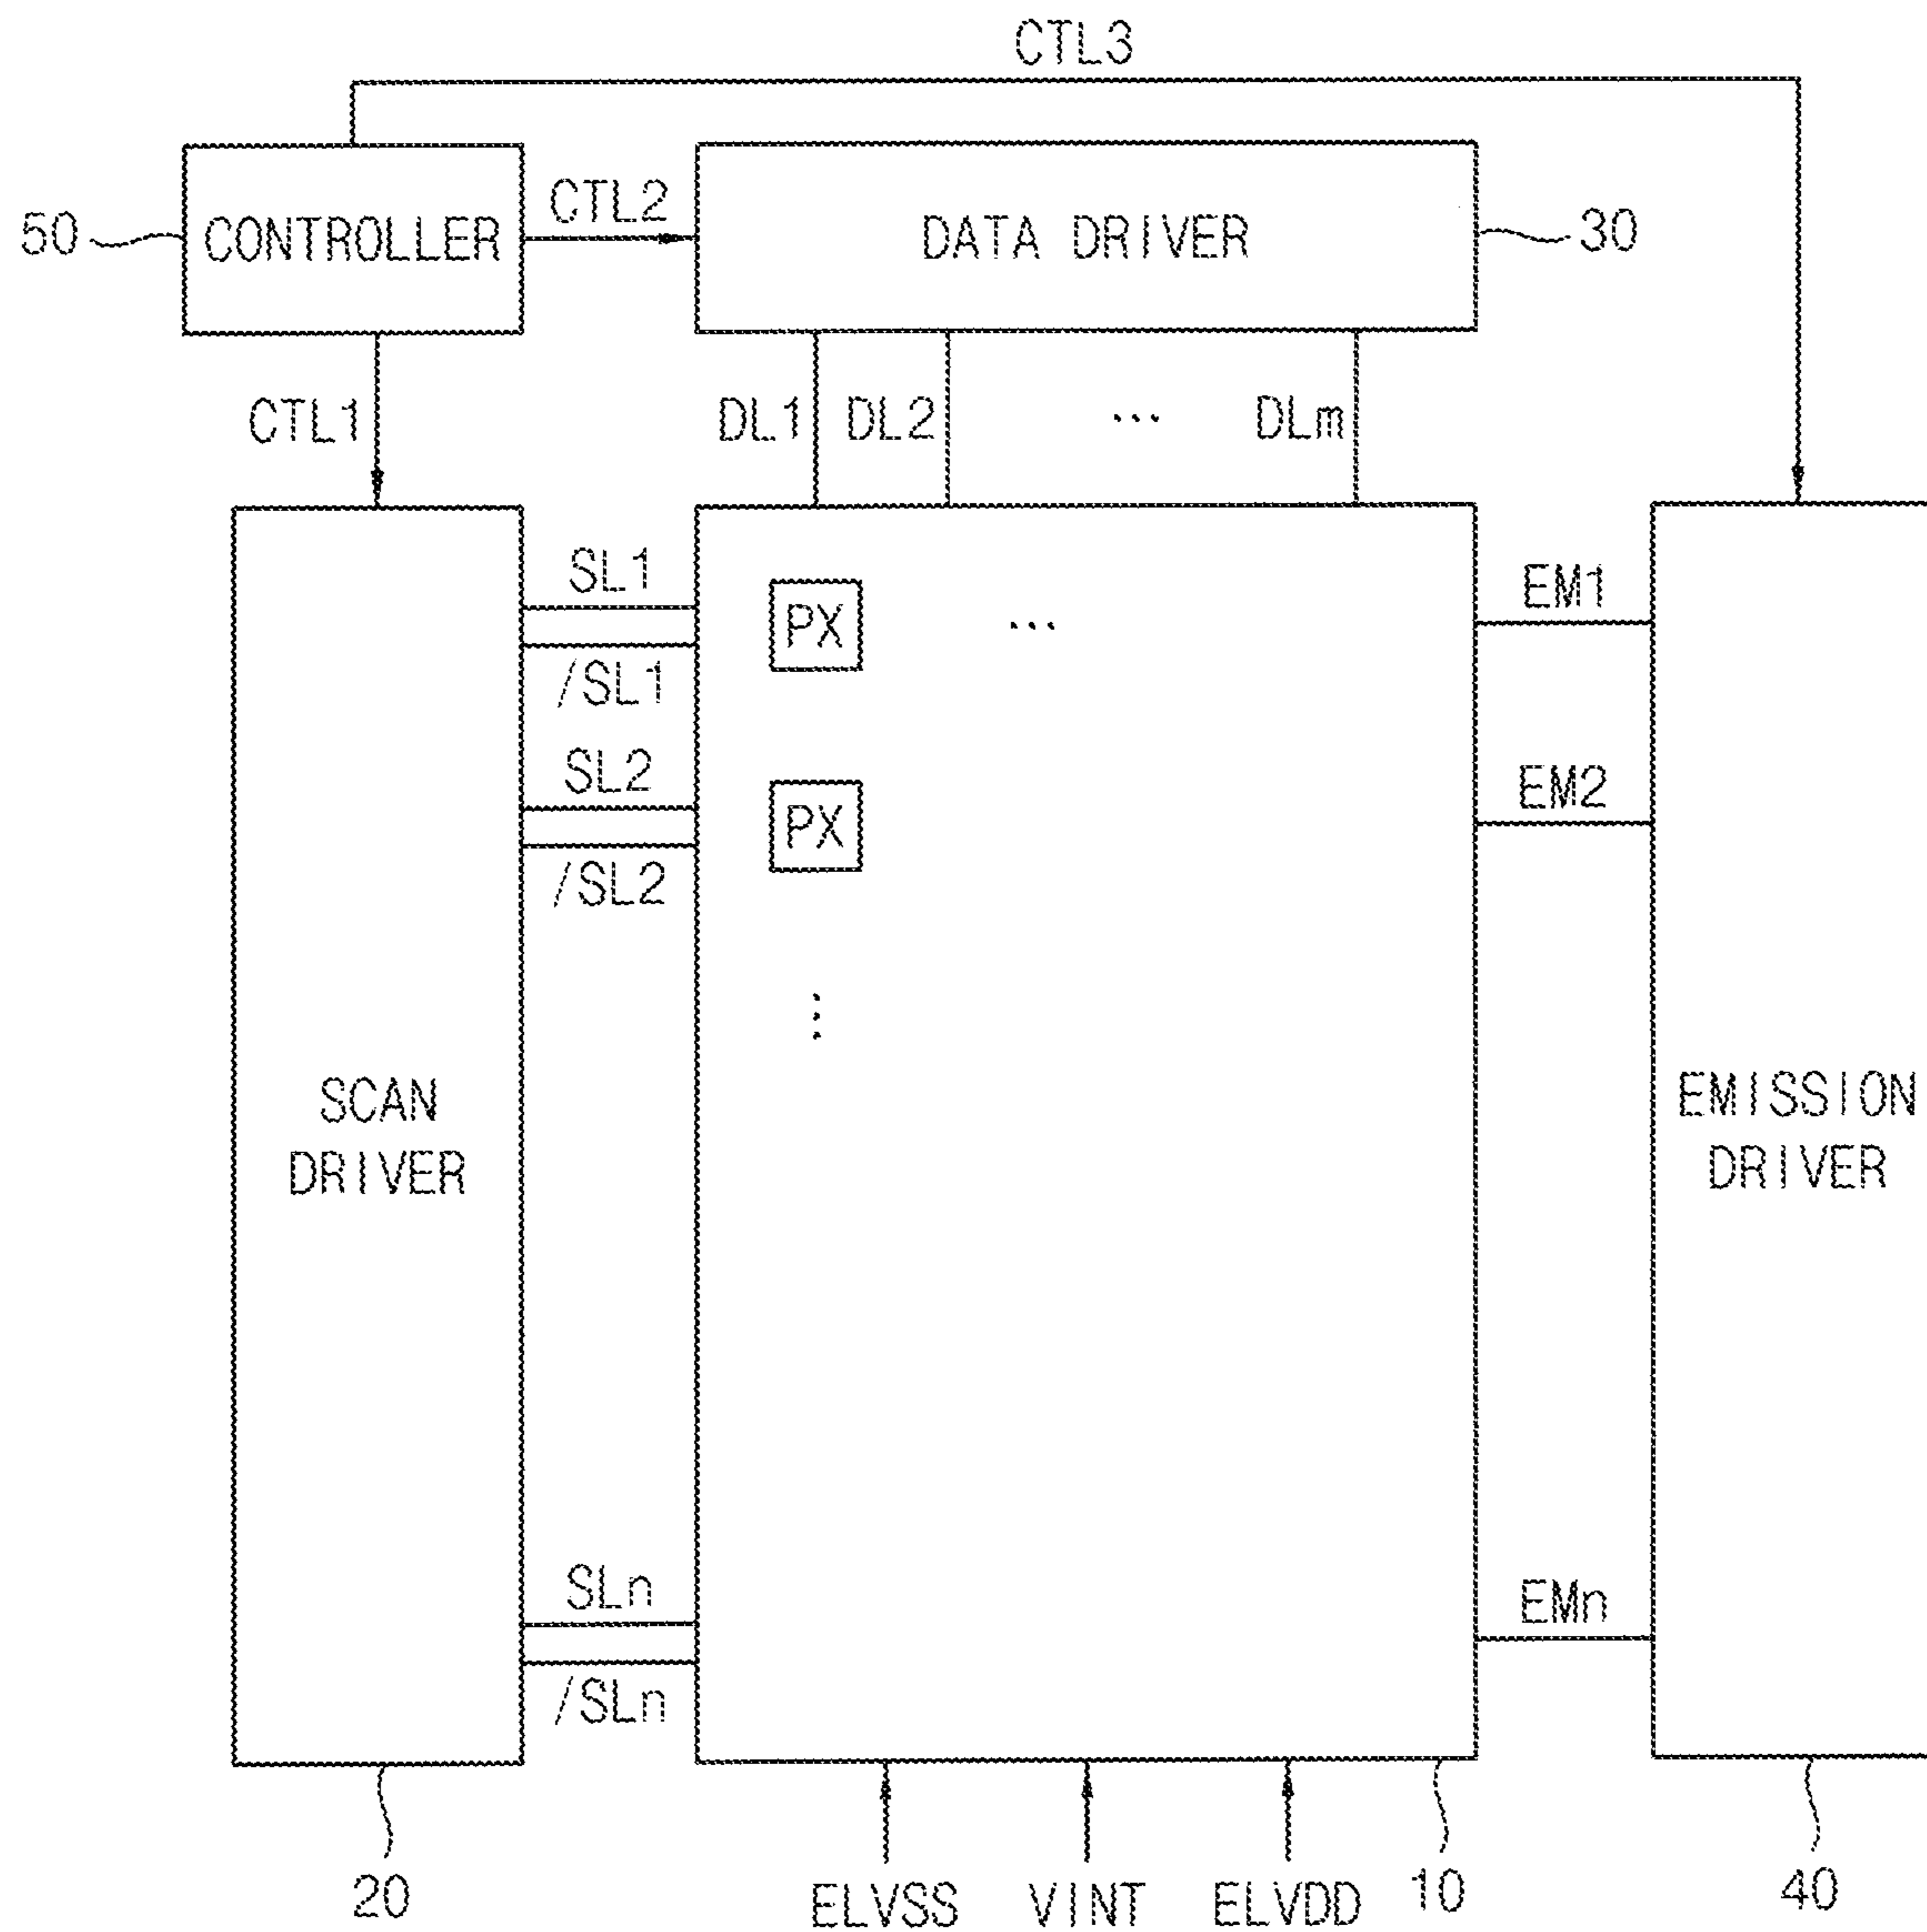 CTL3
50
CONTROLLER
CTL2
DATA DRIVER
30
CTL1
DL1
DL2
...
DLm
SL1
/SL1
PX
...
EM1
SL2
/SL2
PX
EM2
SCAN
DRIVER
EMISSION
DRIVER
SLn
/SLn
EMn
20
ELVSS
VINT
ELVDD
10
40